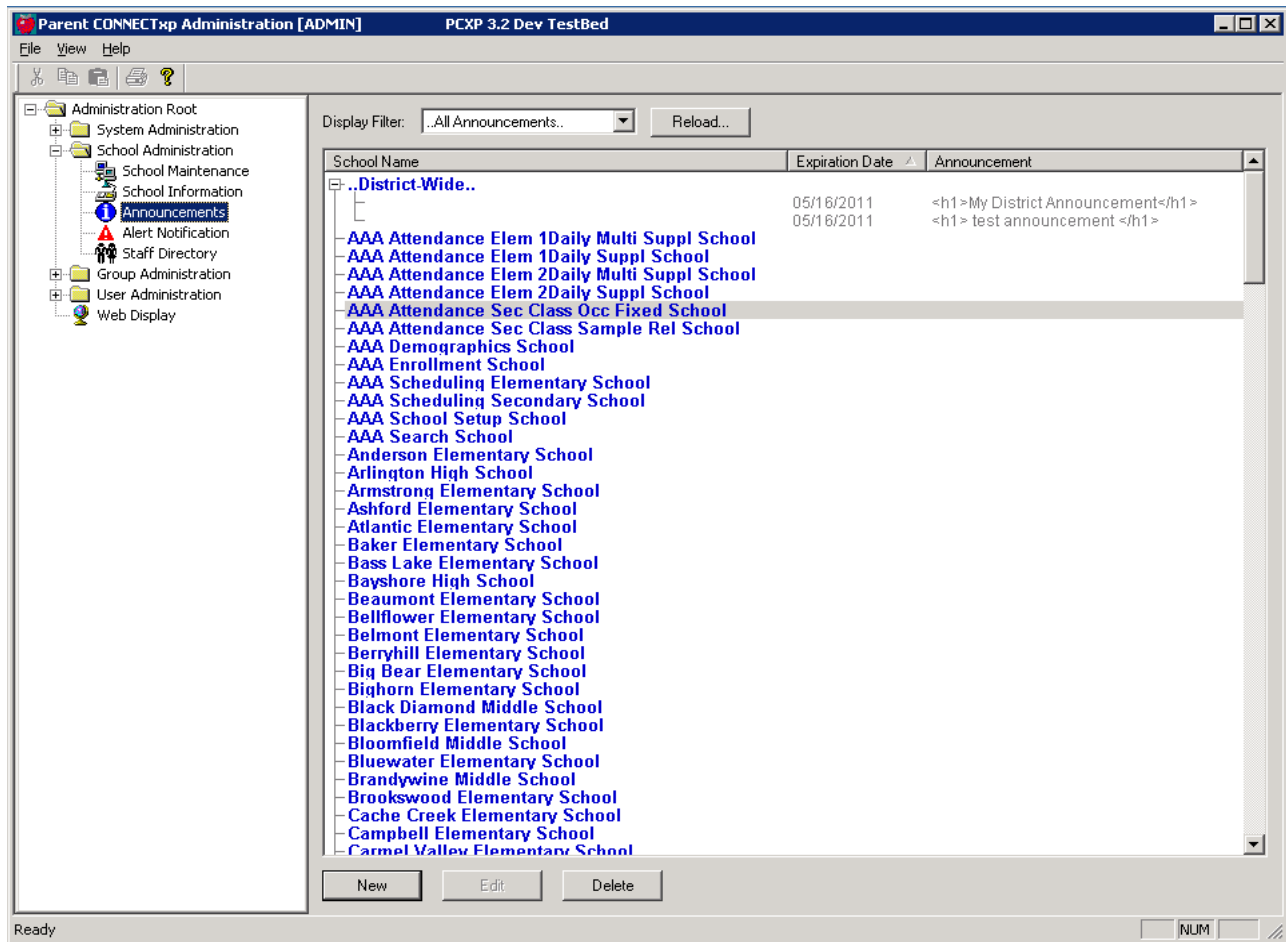 Parent CONNECTxp Administration [ADMIN] PCXP 3.2 Dev TestBed
File View Help
Administration Root
System Administration
School Administration
School Maintenance
School Information
Announcements
Alert Notification
Staff Directory
Group Administration
User Administration
Web Display
Display Filter: ..All Announcements.. Reload...
School Name Expiration Date Announcement
..District-Wide..
05/16/2011 <h1>My District Announcement</h1>
05/16/2011 <h1> test announcement </h1>
AAA Attendance Elem 1Daily Multi Suppl School
AAA Attendance Elem 1Daily Suppl School
AAA Attendance Elem 2Daily Multi Suppl School
AAA Attendance Elem 2Daily Suppl School
AAA Attendance Sec Class Occ Fixed School
AAA Attendance Sec Class Sample Rel School
AAA Demographics School
AAA Enrollment School
AAA Scheduling Elementary School
AAA Scheduling Secondary School
AAA School Setup School
AAA Search School
Anderson Elementary School
Arlington High School
Armstrong Elementary School
Ashford Elementary School
Atlantic Elementary School
Baker Elementary School
Bass Lake Elementary School
Bayshore High School
Beaumont Elementary School
Bellflower Elementary School
Belmont Elementary School
Berryhill Elementary School
Big Bear Elementary School
Bighorn Elementary School
Black Diamond Middle School
Blackberry Elementary School
Bloomfield Middle School
Bluewater Elementary School
Brandywine Middle School
Brookswood Elementary School
Cache Creek Elementary School
Campbell Elementary School
Carmel Valley Elementary School
New Edit Delete
Ready NUM